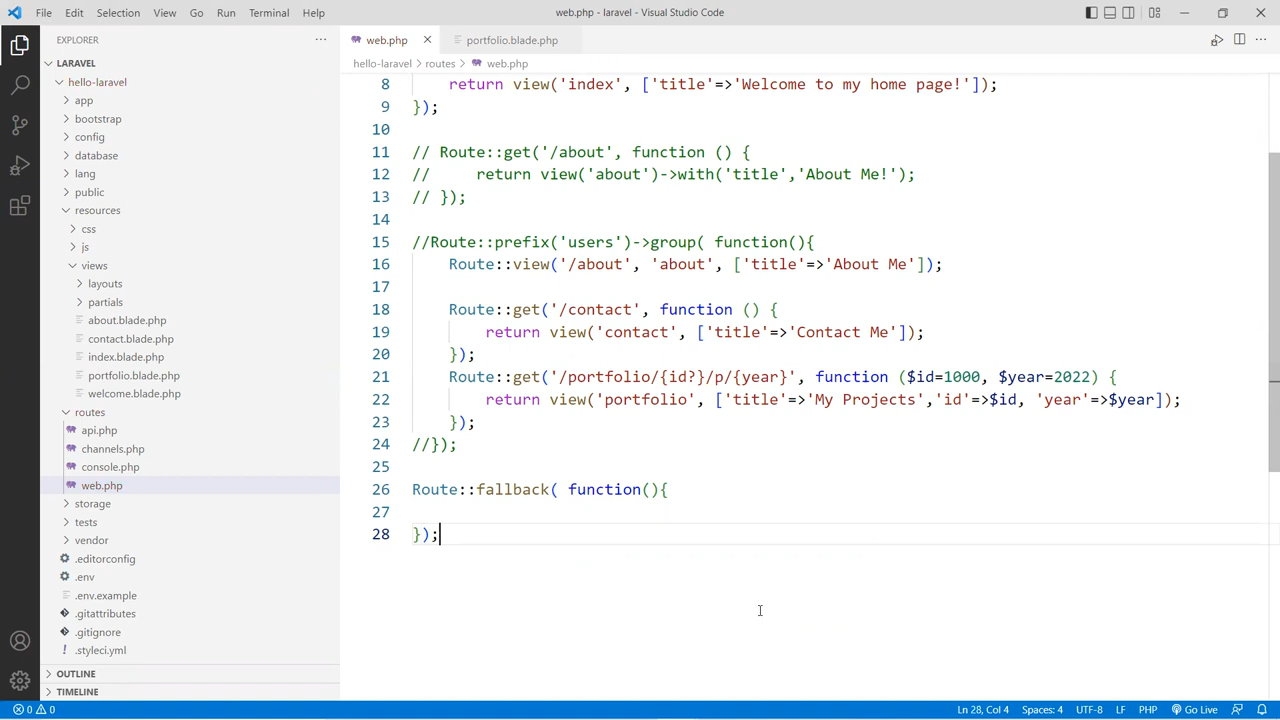 File Edit Selection View Go Run Terminal Help
web.php - laravel - Visual Studio Code
EXPLORER
LARAVEL
hello-laravel
app
bootstrap
config
database
lang
public
resources
css
js
views
layouts
partials
about.blade.php
contact.blade.php
index.blade.php
portfolio.blade.php
welcome.blade.php
routes
api.php
channels.php
console.php
web.php
storage
tests
vendor
.editorconfig
.env
.env.example
.gitattributes
.gitignore
.styleci.yml
OUTLINE
TIMELINE
web.php portfolio.blade.php
hello-laravel > routes > web.php
8 return view('index', ['title'=>'Welcome to my home page!']);
9 });
10
11 // Route::get('/about', function () {
12 //     return view('about')->with('title','About Me!');
13 // });
14
15 //Route::prefix('users')->group( function(){
16 Route::view('/about', 'about', ['title'=>'About Me']);
17
18 Route::get('/contact', function () {
19 return view('contact', ['title'=>'Contact Me']);
20 });
21 Route::get('/portfolio/{id?}/p/{year}', function ($id=1000, $year=2022) {
22 return view('portfolio', ['title'=>'My Projects','id'=>$id, 'year'=>$year]);
23 });
24 //});
25
26 Route::fallback( function(){
27
28 });
0 0
Ln 28, Col 4 Spaces: 4 UTF-8 LF PHP Go Live